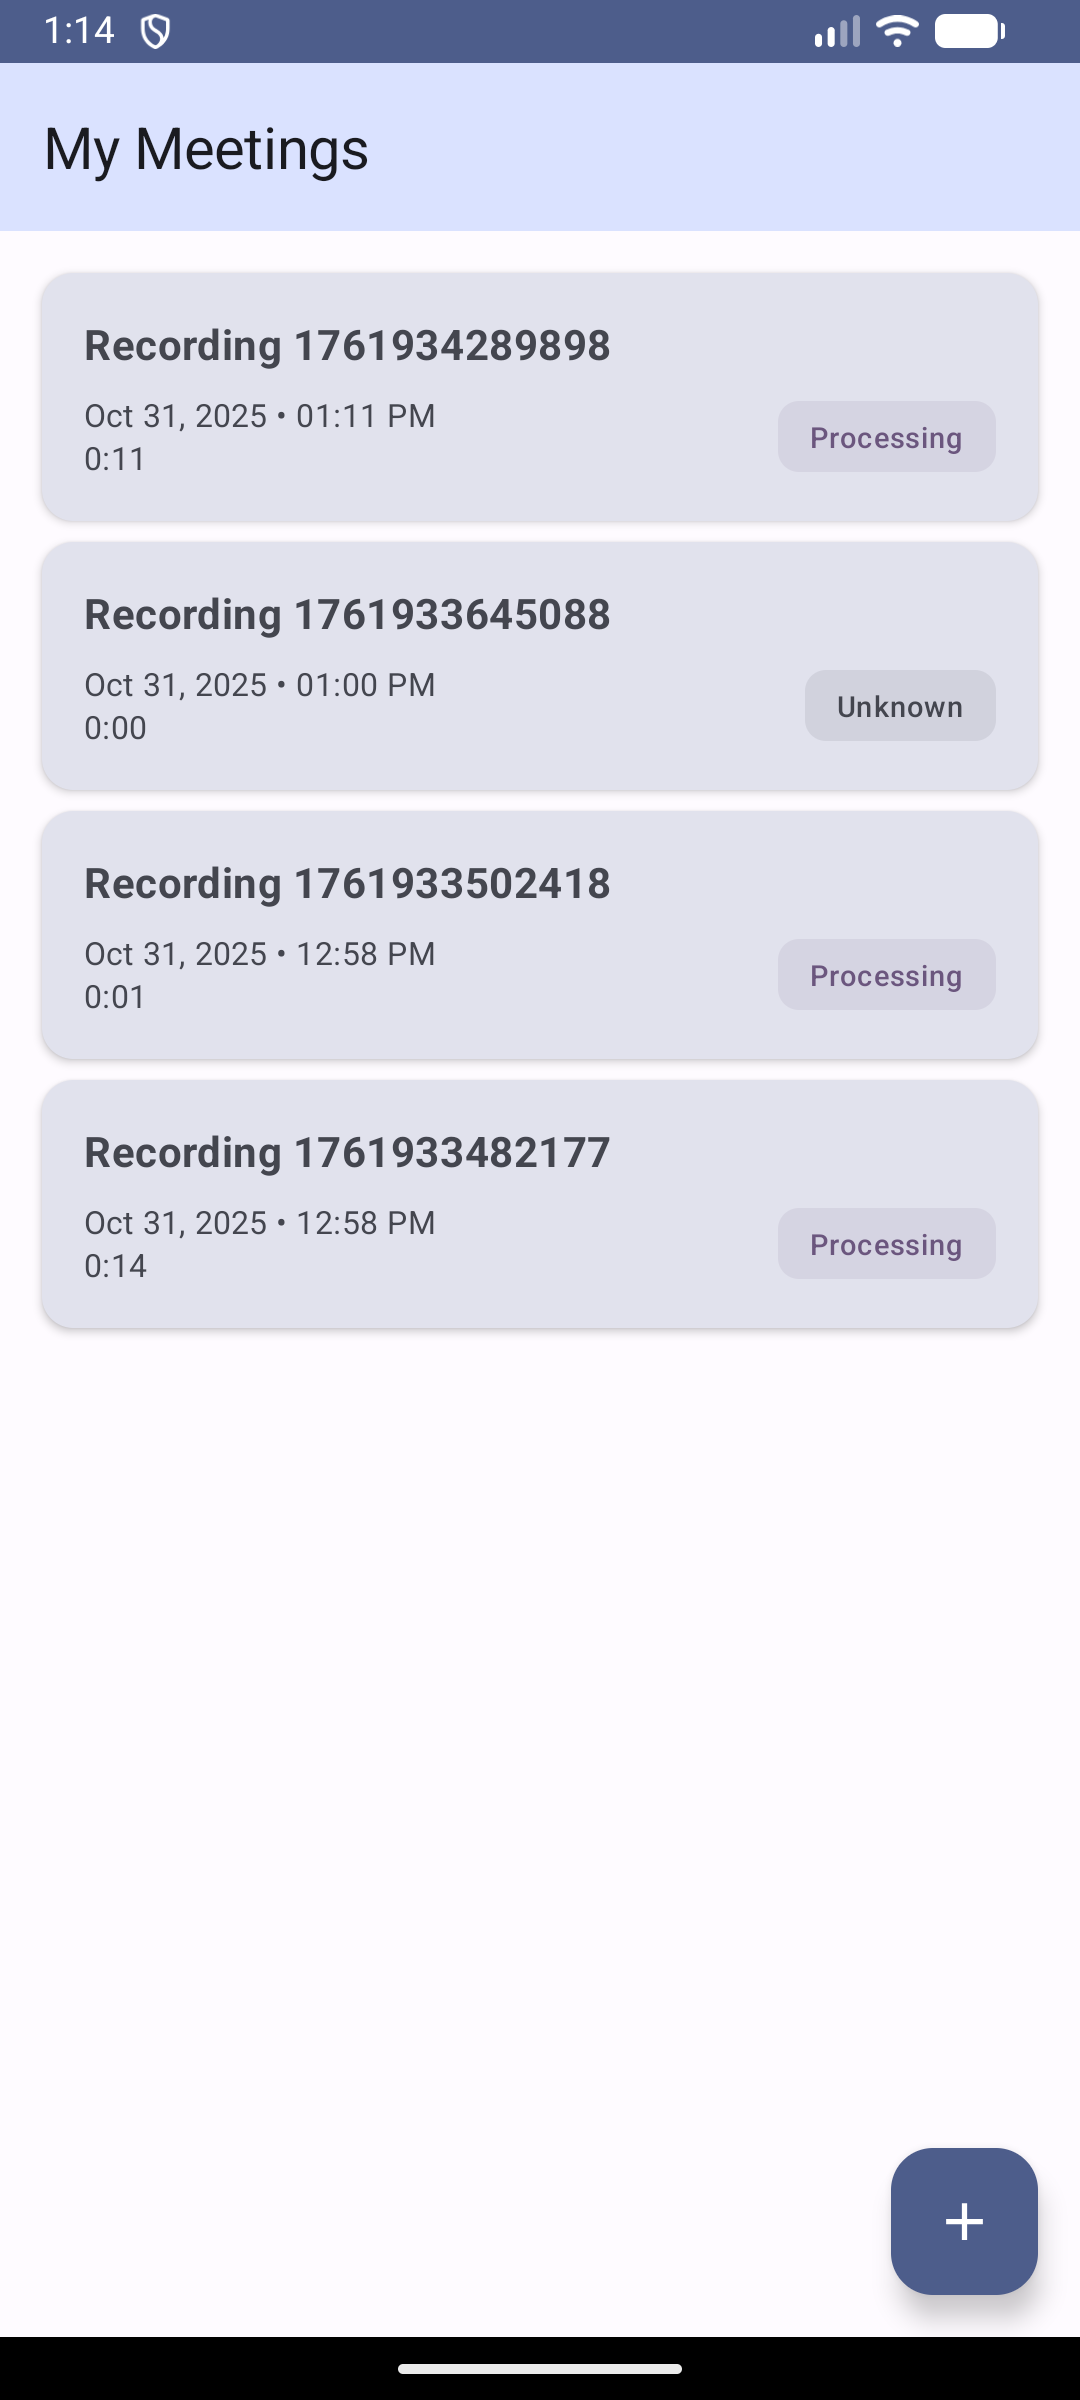 1:14
My Meetings
Recording 1761934289898
Oct 31, 2025 • 01:11 PM
0:11
Processing
Recording 1761933645088
Oct 31, 2025 • 01:00 PM
0:00
Unknown
Recording 1761933502418
Oct 31, 2025 • 12:58 PM
0:01
Processing
Recording 1761933482177
Oct 31, 2025 • 12:58 PM
0:14
Processing